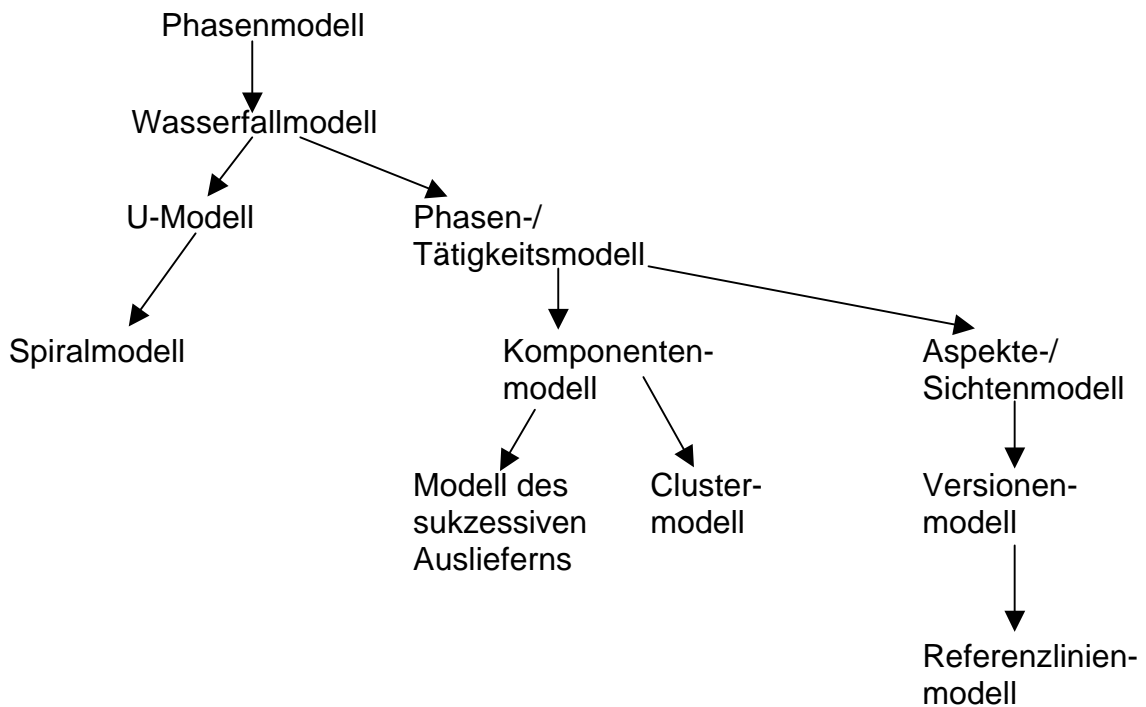 Phasenmodell
Wasserfallmodell
U-Modell
Phasen-/
Tätigkeitsmodell
Spiralmodell
Komponenten-
modell
Aspekte-/
Sichtenmodell
Modell des
sukzessiven
Auslieferns
Cluster-
modell
Versionen-
modell
Referenzlinien-
modell